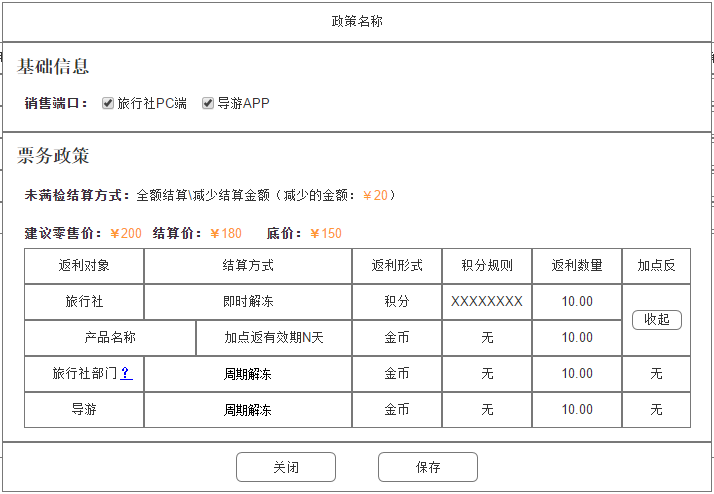 政策名称
基础信息
销售端口： 旅行社PC端 导游APP
票务政策
未满检结算方式：全额结算\减少结算金额（减少的金额：￥20）
建议零售价：￥200 结算价：￥180 底价：￥150
返利对象 结算方式 返利形式 积分规则 返利数量 加点反
旅行社 即时解冻 积分 XXXXXXXX 10.00 收起
产品名称 加点返有效期N天 金币 无 10.00
旅行社部门？ 周期解冻 金币 无 10.00 无
导游 周期解冻 金币 无 10.00 无
关闭 保存